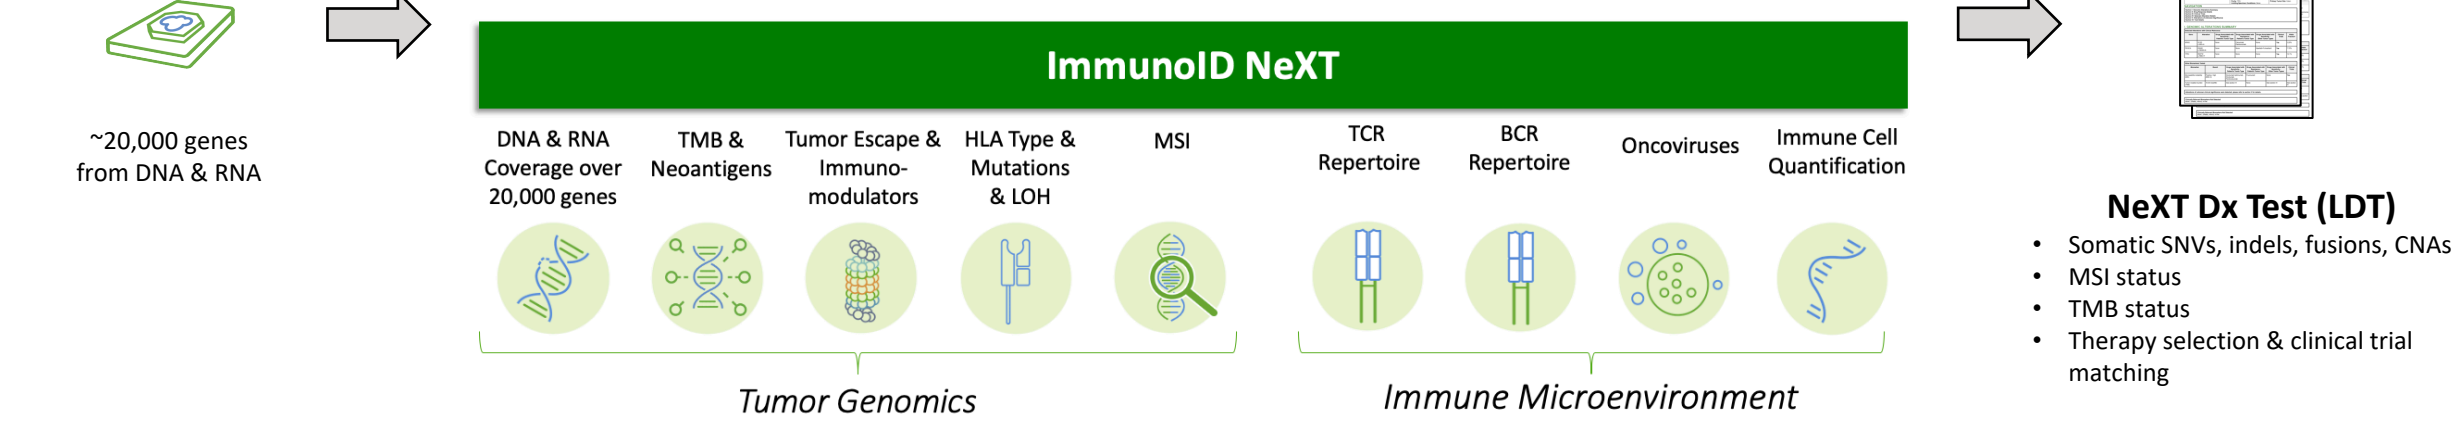 ~20,000 genes
from DNA & RNA
ImmunoID NeXT
DNA & RNA
Coverage over
20,000 genes
TMB &
Neoantigens
Tumor Escape &
Immuno-
modulators
HLA Type &
Mutations
& LOH
MSI
TCR
Repertoire
BCR
Repertoire
Oncoviruses
Immune Cell
Quantification
Tumor Genomics
Immune Microenvironment
NeXT Dx Test (LDT)
• Somatic SNVs, indels, fusions, CNAs
• MSI status
• TMB status
• Therapy selection & clinical trial
matching